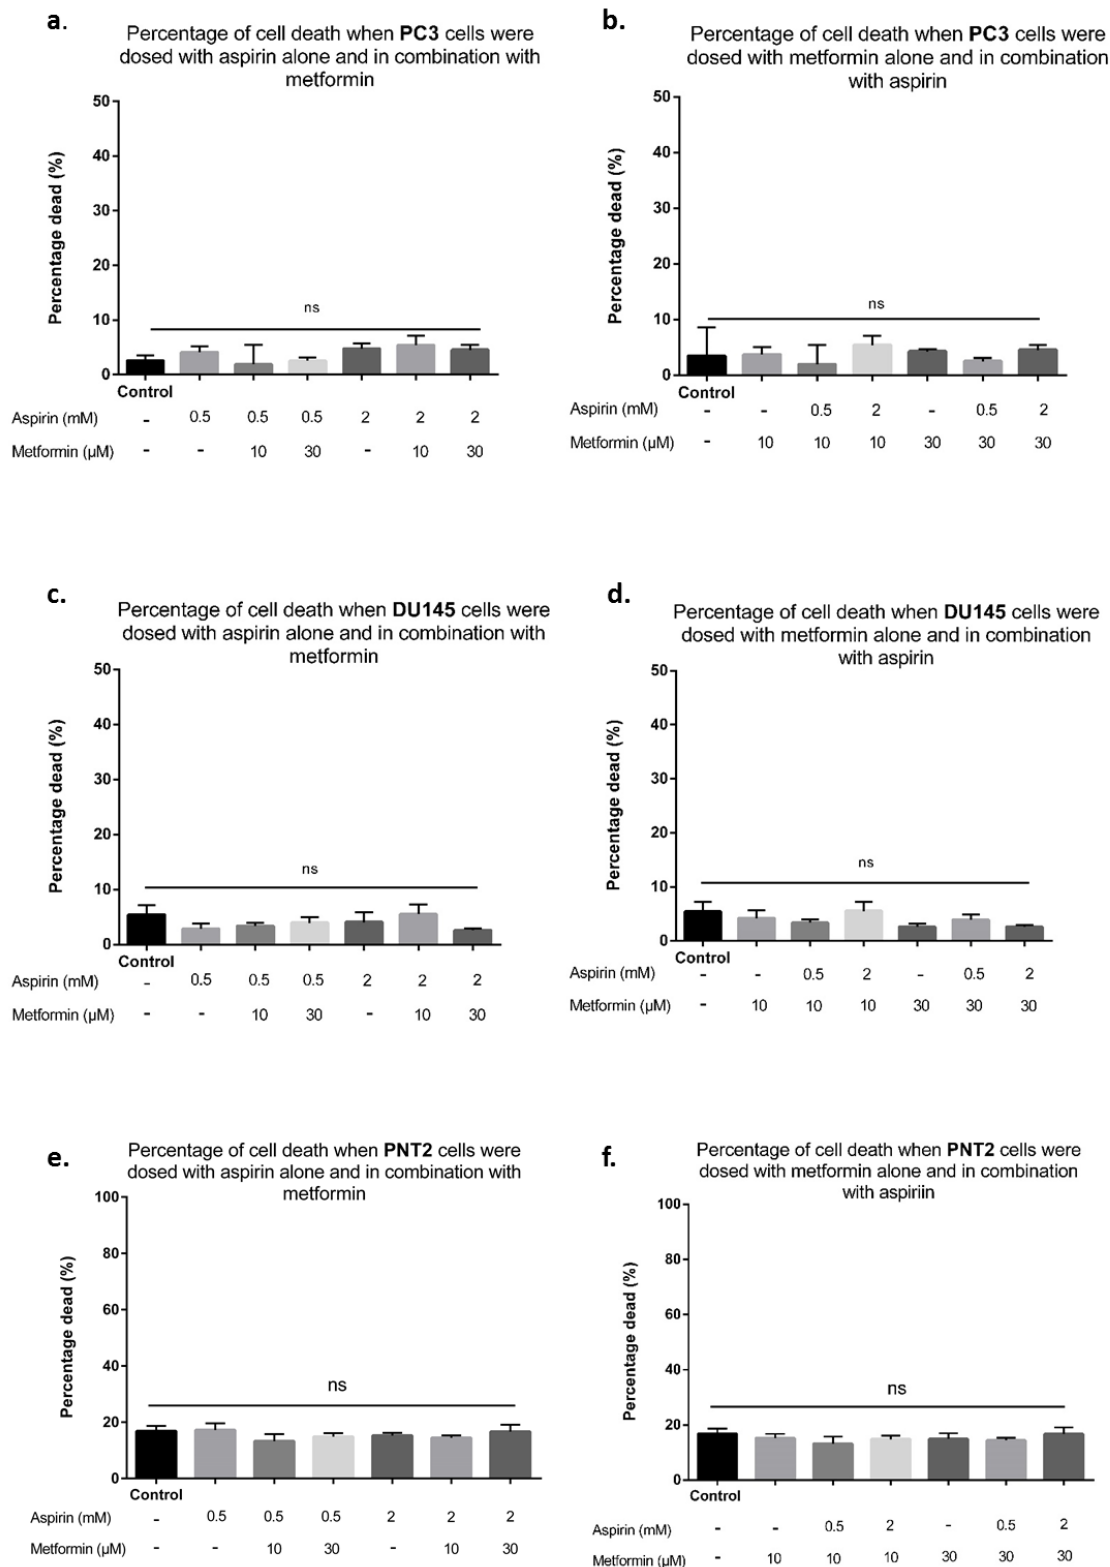 a.
Percentage of cell death when PC3 cells were
dosed with aspirin alone and in combination with
metformin
Percentage dead (%)
50
40
30
20
10
0
ns
Control
Aspirin (mM) - 0.5 0.5 0.5 2 2 2
Metformin (µM) - - 10 30 - 10 30
b.
Percentage of cell death when PC3 cells were
dosed with metformin alone and in combination
with aspirin
Percentage dead (%)
50
40
30
20
10
0
ns
Control
Aspirin (mM) - - 0.5 2 - 0.5 2
Metformin (µM) - 10 10 10 30 30 30
c.
Percentage of cell death when DU145 cells were
dosed with aspirin alone and in combination with
metformin
Percentage dead (%)
50
40
30
20
10
0
ns
Control
Aspirin (mM) - 0.5 0.5 0.5 2 2 2
Metformin (µM) - - 10 30 - 10 30
d.
Percentage of cell death when DU145 cells were
dosed with metformin alone and in combination
with aspirin
Percentage dead (%)
50
40
30
20
10
0
ns
Control
Aspirin (mM) - - 0.5 2 - 0.5 2
Metformin (µM) - 10 10 10 30 30 30
e.
Percentage of cell death when PNT2 cells were
dosed with aspirin alone and in combination with
metformin
Percentage dead (%)
100
80
60
40
20
0
ns
Control
Aspirin (mM) - 0.5 0.5 0.5 2 2 2
Metformin (µM) - - 10 30 - 10 30
f.
Percentage of cell death when PNT2 cells were
dosed with metformin alone and in combination
with aspiriin
Percentage dead (%)
100
80
60
40
20
0
ns
Control
Aspirin (mM) - - 0.5 2 - 0.5 2
Metformin (µM) - 10 10 10 30 30 30